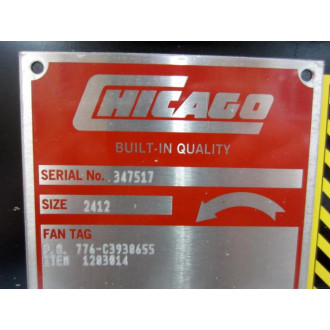 CHICAGO
BUILT-IN QUALITY
SERIAL No. 347517
SIZE 2412
FAN TAG
P.O. 776-C3930655
ITEM 1203014